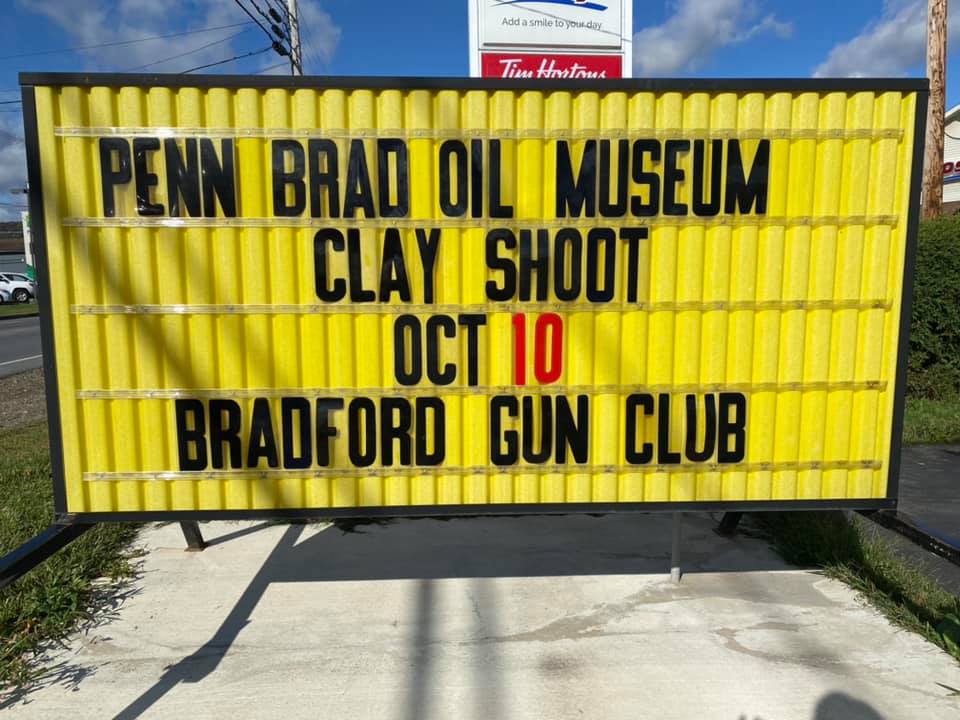 Add a smile to your day.
Tim Hortons
PENN BRAD OIL MUSEUM
CLAY SHOOT
OCT 10
BRADFORD GUN CLUB